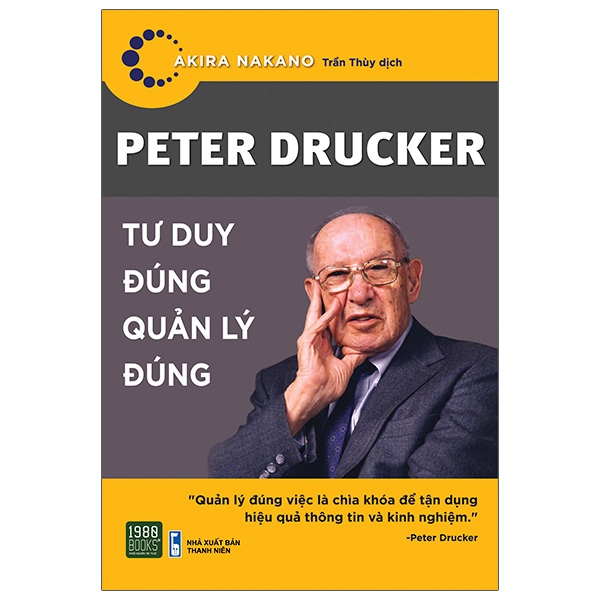 AKIRA NAKANO Trần Thùy dịch
PETER DRUCKER
TƯ DUY
ĐÚNG
QUẢN LÝ
ĐÚNG
"Quản lý đúng việc là chìa khóa để tận dụng
hiệu quả thông tin và kinh nghiệm."
-Peter Drucker
1980
BOOKS
NHÀ XUẤT BẢN
THANH NIÊN